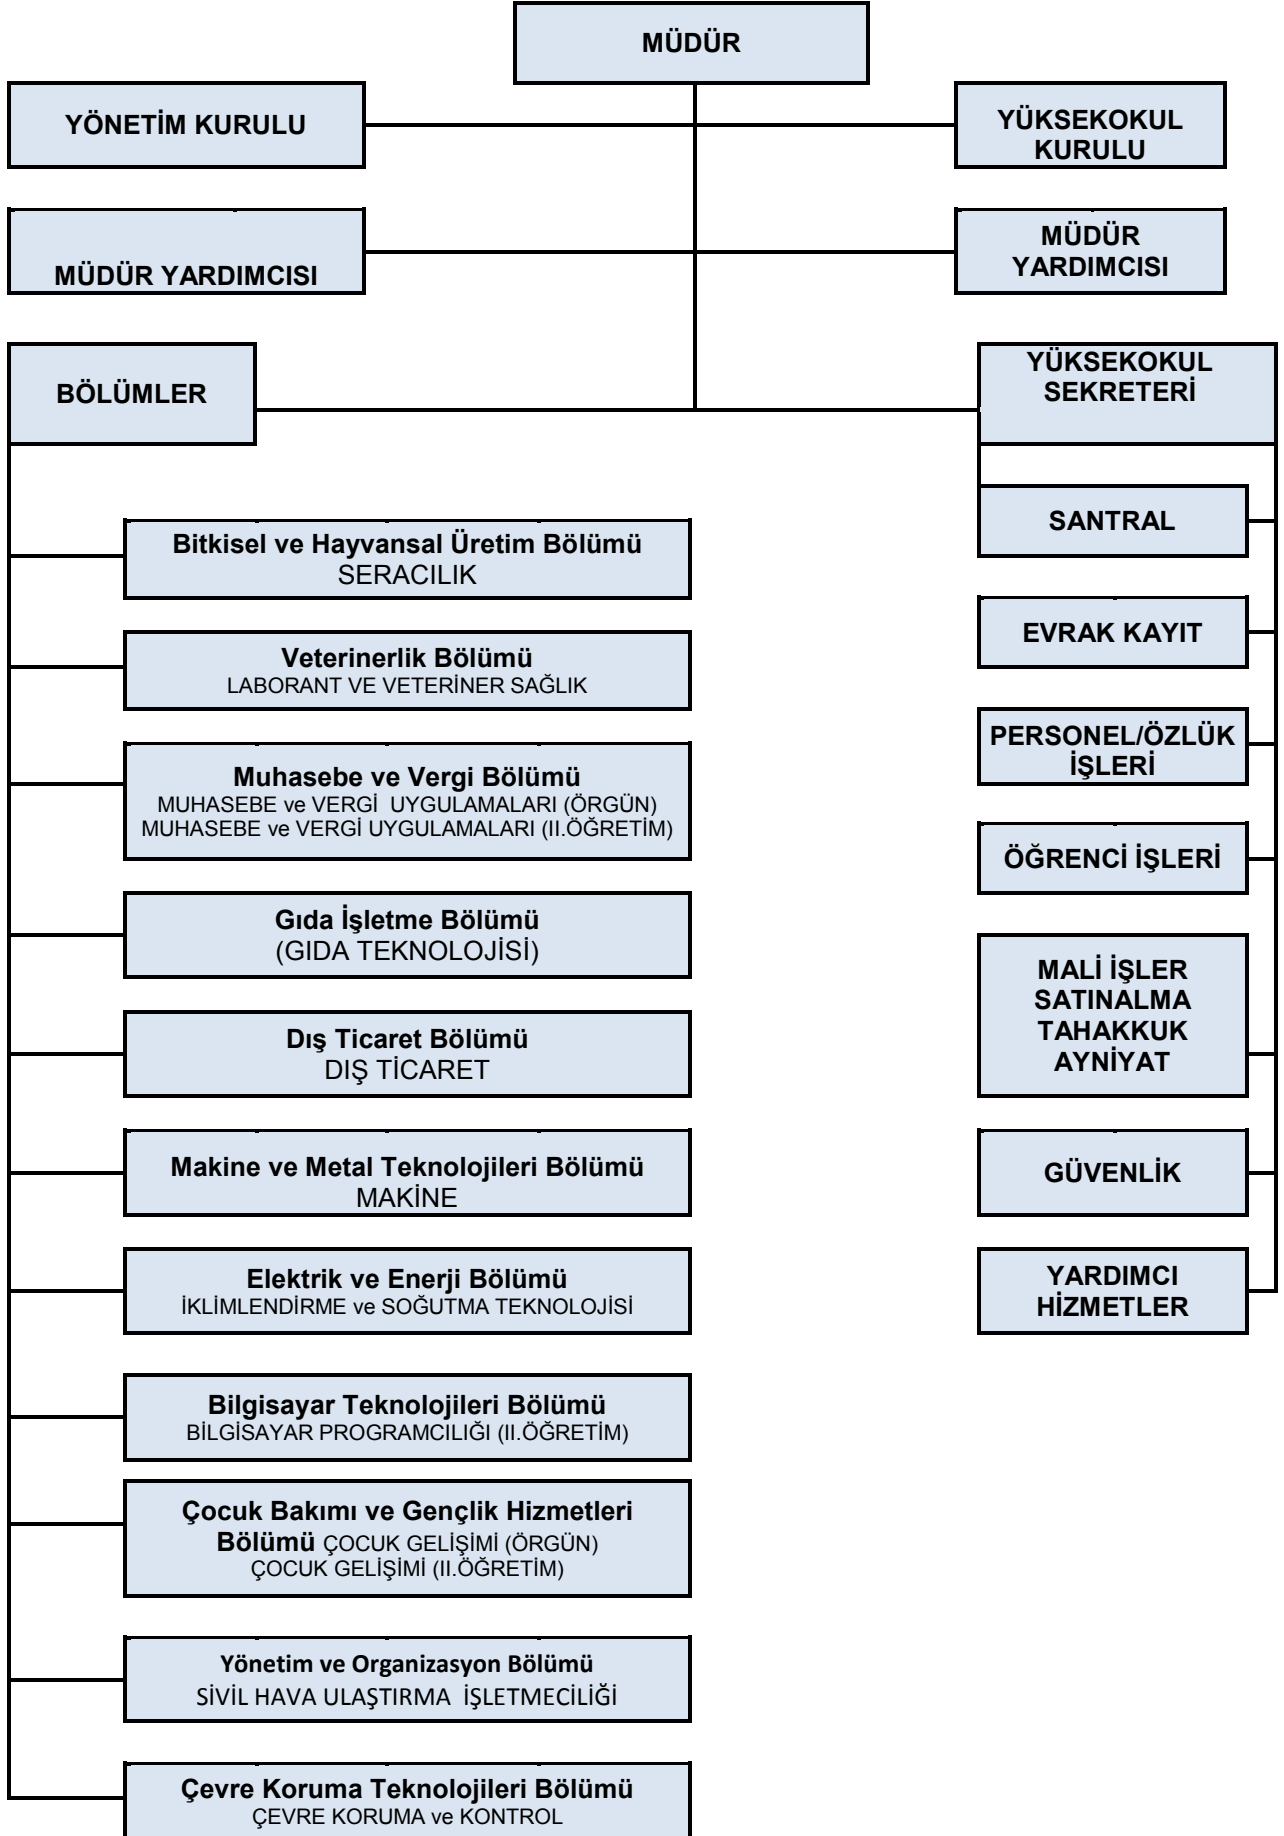 MÜDÜR
YÖNETİM KURULU
YÜKSEKOKUL
KURULU
MÜDÜR YARDIMCISI
MÜDÜR
YARDIMCISI
BÖLÜMLER
YÜKSEKOKUL
SEKRETERİ
Bitkisel ve Hayvansal Üretim Bölümü
SERACILIK
Veterinerlik Bölümü
LABORANT VE VETERİNER SAĞLIK
Muhasebe ve Vergi Bölümü
MUHASEBE ve VERGİ UYGULAMALARI (ÖRGÜN)
MUHASEBE ve VERGİ UYGULAMALARI (II.ÖĞRETİM)
Gıda İşletme Bölümü
(GIDA TEKNOLOJİSİ)
Dış Ticaret Bölümü
DIŞ TİCARET
Makine ve Metal Teknolojileri Bölümü
MAKİNE
Elektrik ve Enerji Bölümü
İKLİMLENDİRME ve SOĞUTMA TEKNOLOJİSİ
Bilgisayar Teknolojileri Bölümü
BİLGİSAYAR PROGRAMCILIĞI (II.ÖĞRETİM)
Çocuk Bakımı ve Gençlik Hizmetleri
Bölümü ÇOCUK GELİŞİMİ (ÖRGÜN)
ÇOCUK GELİŞİMİ (II.ÖĞRETİM)
Yönetim ve Organizasyon Bölümü
SİVİL HAVA ULAŞTIRMA İŞLETMECİLİĞİ
Çevre Koruma Teknolojileri Bölümü
ÇEVRE KORUMA ve KONTROL
SANTRAL
EVRAK KAYIT
PERSONEL/ÖZLÜK
İŞLERİ
ÖĞRENCİ İŞLERİ
MALİ İŞLER
SATINALMA
TAHAKKUK
AYNİYAT
GÜVENLİK
YARDIMCI
HİZMETLER